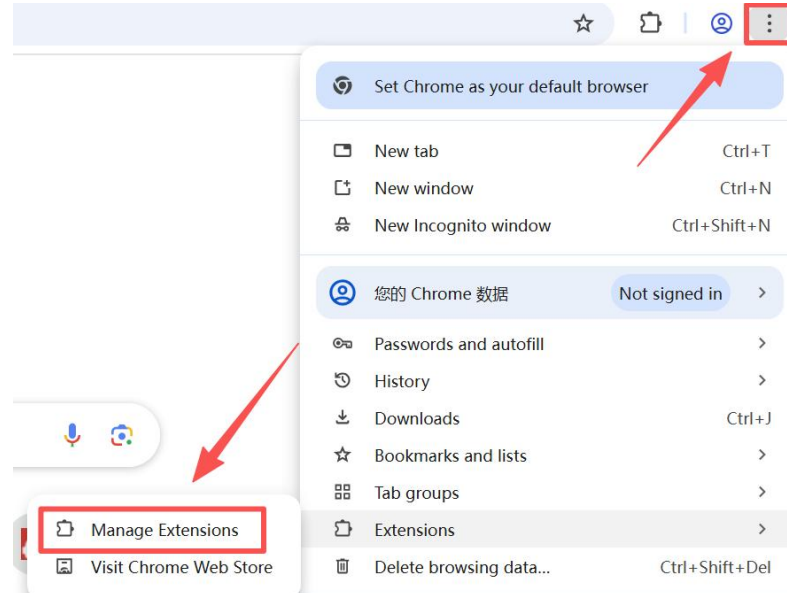 Set Chrome as your default browser
New tab Ctrl+T
New window Ctrl+N
New Incognito window Ctrl+Shift+N
您的 Chrome 数据 Not signed in
Passwords and autofill
History
Downloads Ctrl+J
Bookmarks and lists
Tab groups
Extensions
Delete browsing data... Ctrl+Shift+Del
Manage Extensions
Visit Chrome Web Store